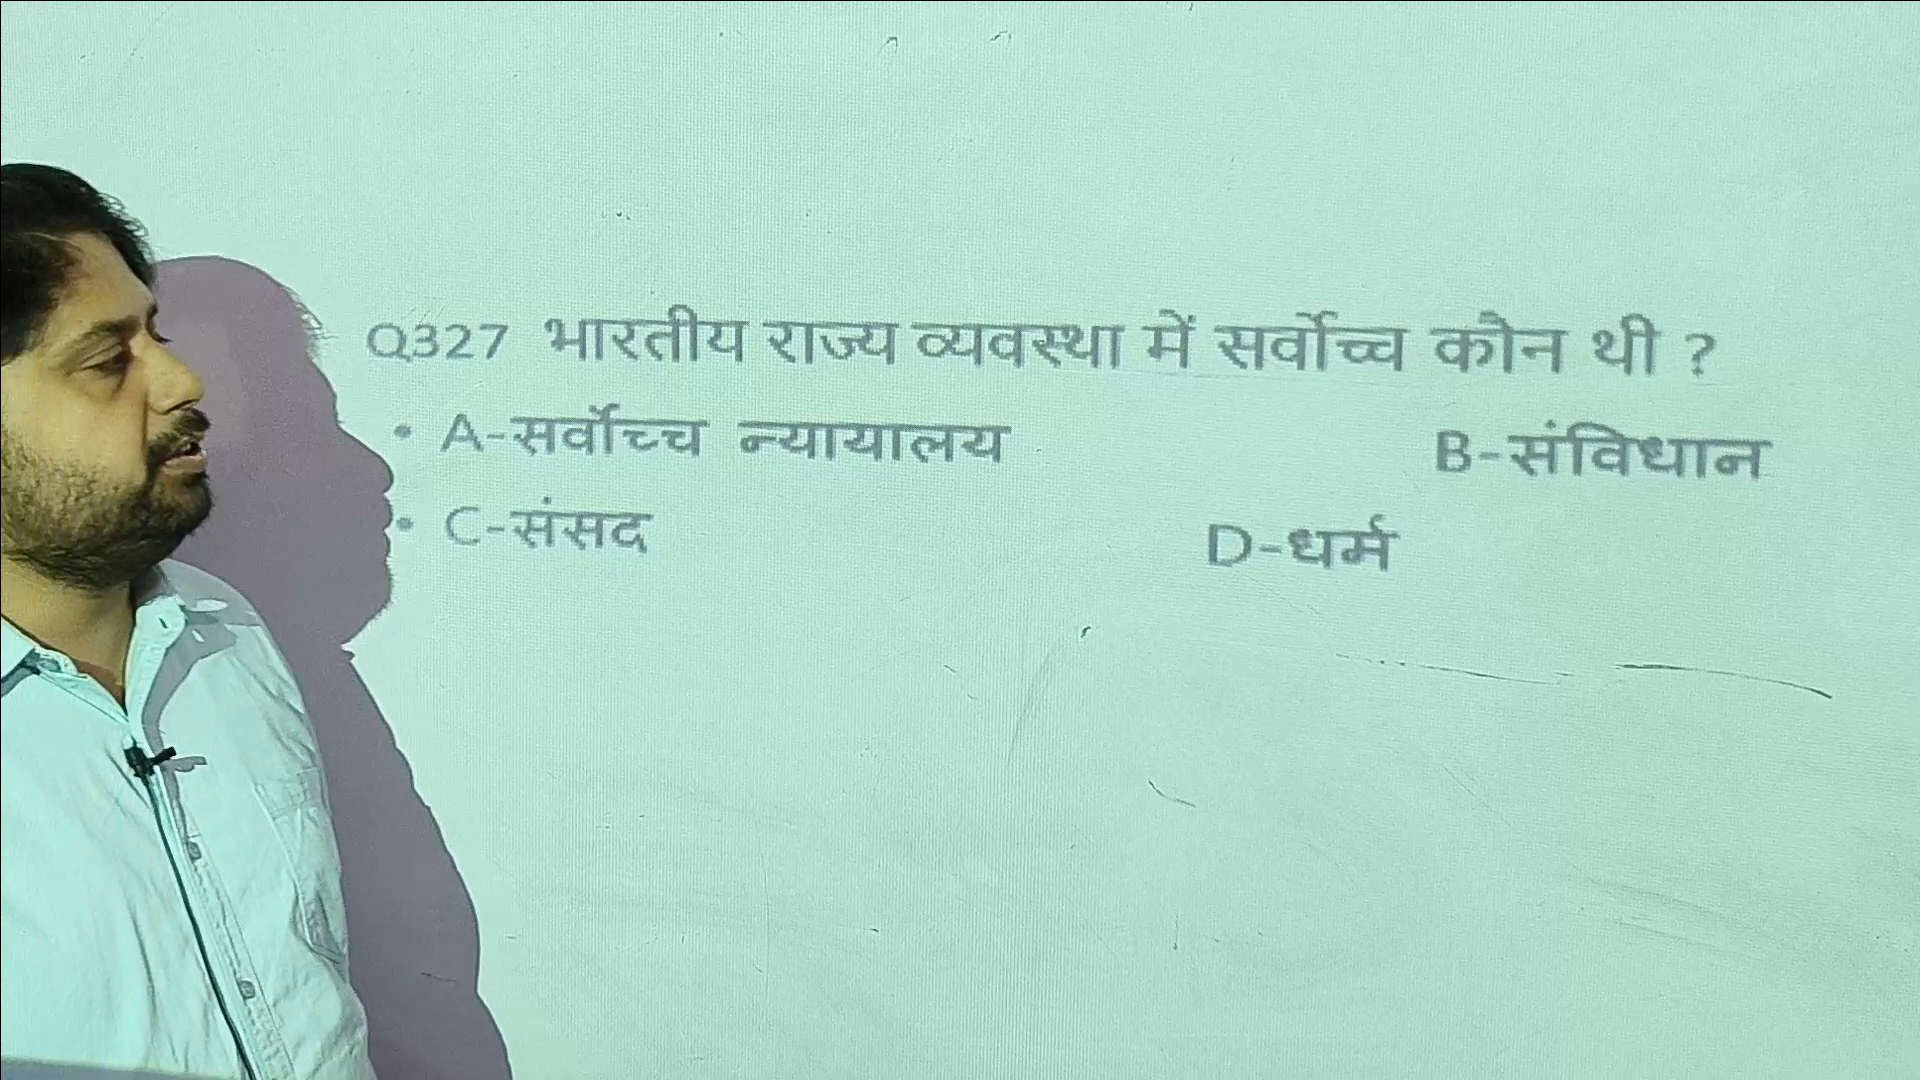 Q327 भारतीय राज्य व्यवस्था में सर्वोच्च कौन थी ?
• A-सर्वोच्च न्यायालय B-संविधान
• C-संसद D-धर्म